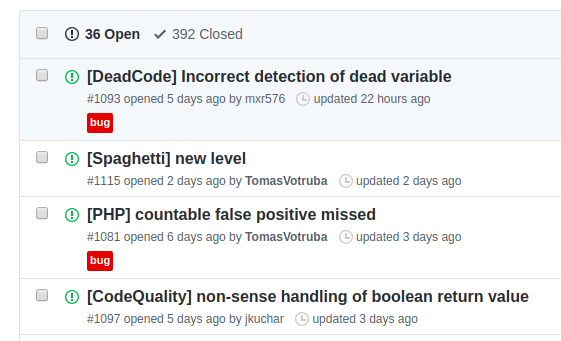 36 Open 392 Closed
[DeadCode] Incorrect detection of dead variable
#1093 opened 5 days ago by mxr576 updated 22 hours ago
bug
[Spaghetti] new level
#1115 opened 2 days ago by TomasVotruba updated 2 days ago
[PHP] countable false positive missed
#1081 opened 6 days ago by TomasVotruba updated 3 days ago
bug
[CodeQuality] non-sense handling of boolean return value
#1097 opened 5 days ago by jkuchar updated 3 days ago